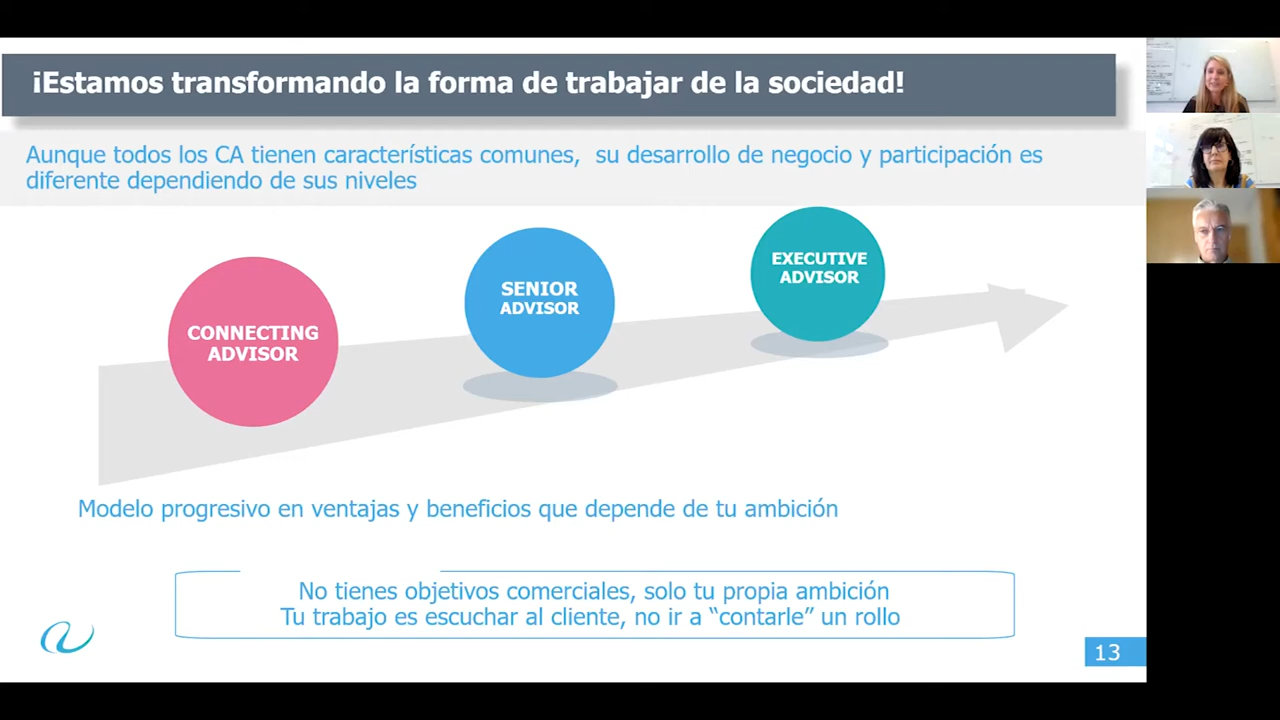 ¡Estamos transformando la forma de trabajar de la sociedad!
Aunque todos los CA tienen características comunes, su desarrollo de negocio y participación es
diferente dependiendo de sus niveles
CONNECTING
ADVISOR
SENIOR
ADVISOR
EXECUTIVE
ADVISOR
Modelo progresivo en ventajas y beneficios que depende de tu ambición
No tienes objetivos comerciales, solo tu propia ambición
Tu trabajo es escuchar al cliente, no ir a “contarle” un rollo
13